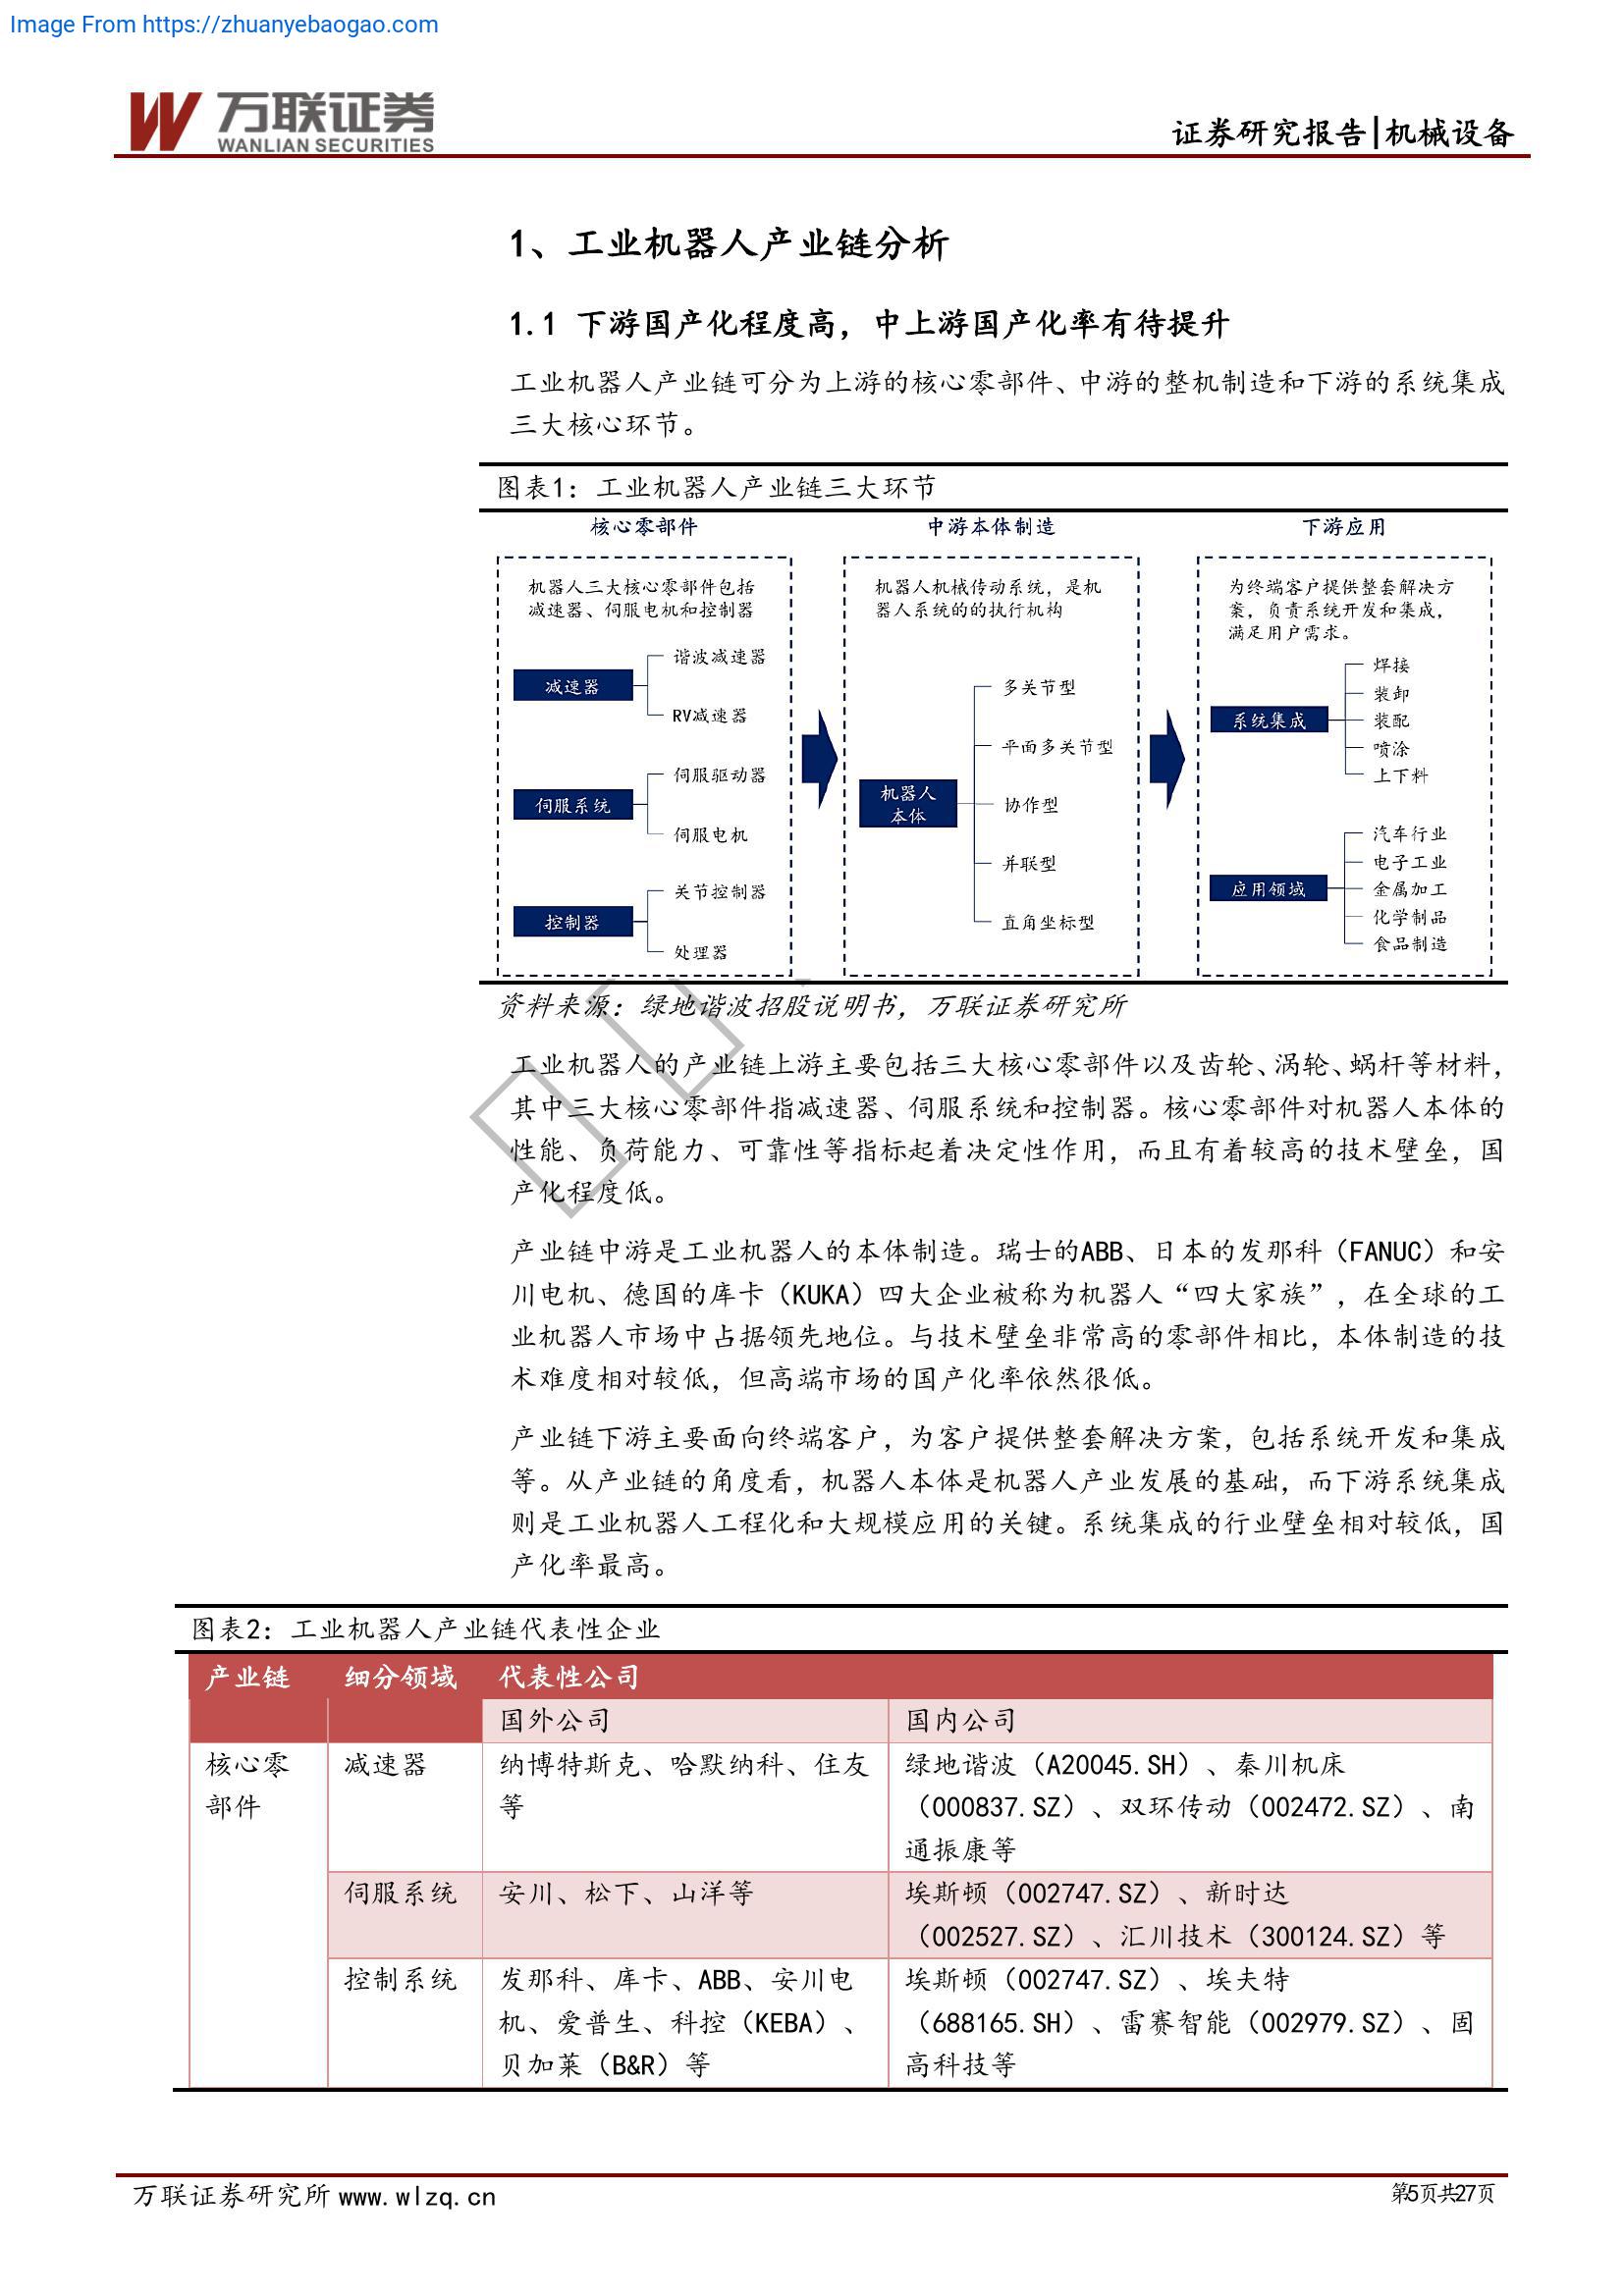 Image From https://zhuanyebaogao.com
万联证券
WANLIAN SECURITIES
证券研究报告|机械设备
1、工业机器人产业链分析
1.1 下游国产化程度高，中上游国产化率有待提升
工业机器人产业链可分为上游的核心零部件、中游的整机制造和下游的系统集成
三大核心环节。
图表1：工业机器人产业链三大环节
核心零部件
机器人三大核心零部件包括
减速器、伺服电机和控制器
减速器
谐波减速器
RV减速器
伺服系统
伺服驱动器
伺服电机
控制器
关节控制器
处理器
中游本体制造
机器人机械传动系统，是机
器人系统的的执行机构
机器人
本体
多关节型
平面多关节型
协作型
并联型
直角坐标型
下游应用
为终端客户提供整套解决方
案，负责系统开发和集成，
满足用户需求。
系统集成
焊接
装卸
装配
喷涂
上下料
应用领域
汽车行业
电子工业
金属加工
化学制品
食品制造
资料来源：绿地谐波招股说明书，万联证券研究所
工业机器人的产业链上游主要包括三大核心零部件以及齿轮、涡轮、蜗杆等材料，
其中三大核心零部件指减速器、伺服系统和控制器。核心零部件对机器人本体的
性能、负荷能力、可靠性等指标起着决定性作用，而且有着较高的技术壁垒，国
产化程度低。
产业链中游是工业机器人的本体制造。瑞士的ABB、日本的发那科（FANUC）和安
川电机、德国的库卡（KUKA）四大企业被称为机器人“四大家族”，在全球的工
业机器人市场中占据领先地位。与技术壁垒非常高的零部件相比，本体制造的技
术难度相对较低，但高端市场的国产化率依然很低。
产业链下游主要面向终端客户，为客户提供整套解决方案，包括系统开发和集成
等。从产业链的角度看，机器人本体是机器人产业发展的基础，而下游系统集成
则是工业机器人工程化和大规模应用的关键。系统集成的行业壁垒相对较低，国
产化率最高。
图表2：工业机器人产业链代表性企业
产业链 细分领域 代表性公司
国外公司 国内公司
核心零
部件
减速器
纳博特斯克、哈默纳科、住友
等
绿地谐波（A20045.SH）、秦川机床
（000837.SZ）、双环传动（002472.SZ）、南
通振康等
伺服系统
安川、松下、山洋等
埃斯顿（002747.SZ）、新时达
（002527.SZ）、汇川技术（300124.SZ）等
控制系统
发那科、库卡、ABB、安川电
机、爱普生、科控（KEBA）、
贝加莱（B&R）等
埃斯顿（002747.SZ）、埃夫特
（688165.SH）、雷赛智能（002979.SZ）、固
高科技等
万联证券研究所 www.wlzq.cn
第5页共27页